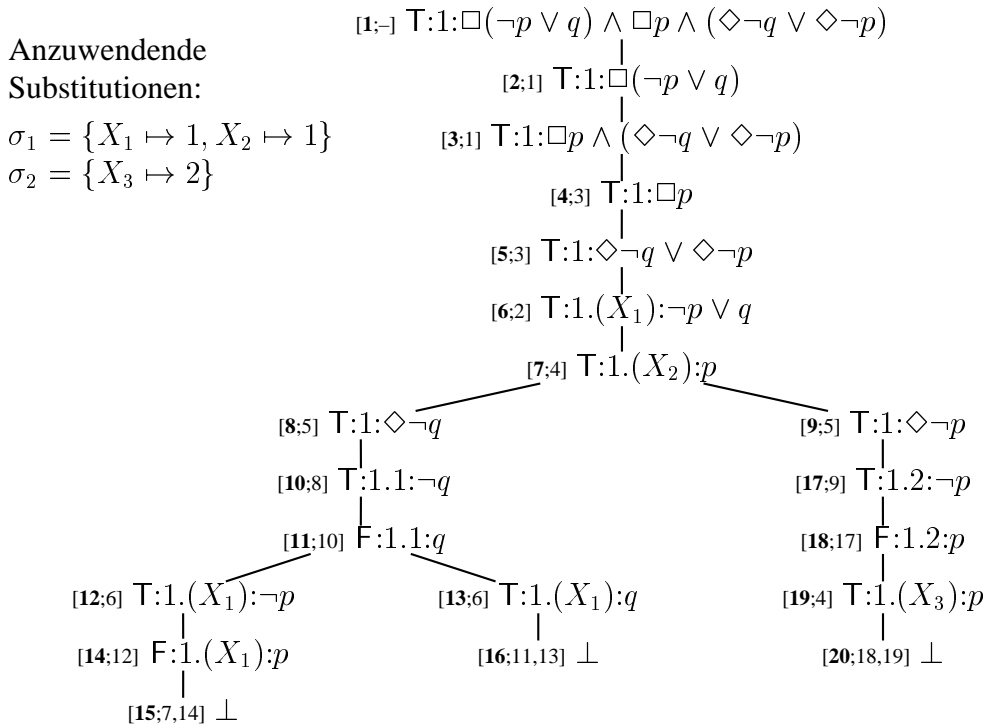 [1;–] T:1:□(¬p ∨ q) ∧ □p ∧ (◇¬q ∨ ◇¬p)
Anzuwendende
Substitutionen:
σ₁ = {X₁ ↦ 1, X₂ ↦ 1}
σ₂ = {X₃ ↦ 2}
[2;1] T:1:□(¬p ∨ q)
[3;1] T:1:□p ∧ (◇¬q ∨ ◇¬p)
[4;3] T:1:□p
[5;3] T:1:◇¬q ∨ ◇¬p
[6;2] T:1.(X₁):¬p ∨ q
[7;4] T:1.(X₂):p
[8;5] T:1:◇¬q
[9;5] T:1:◇¬p
[10;8] T:1.1:¬q
[17;9] T:1.2:¬p
[11;10] F:1.1:q
[18;17] F:1.2:p
[12;6] T:1.(X₁):¬p
[13;6] T:1.(X₁):q
[19;4] T:1.(X₃):p
[14;12] F:1.(X₁):p
[16;11,13] ⊥
[20;18,19] ⊥
[15;7,14] ⊥